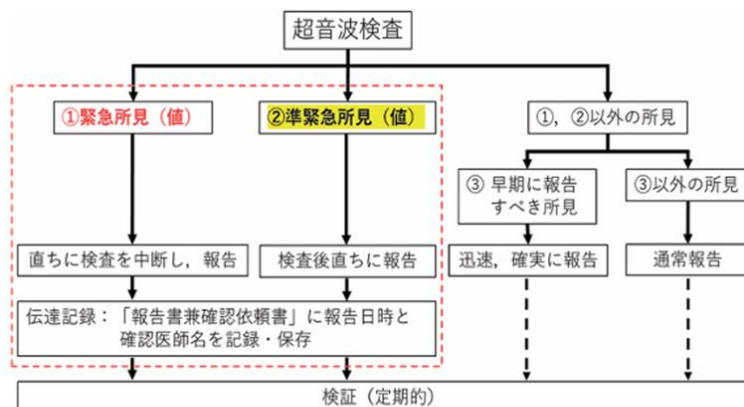 超音波検査
①緊急所見（値）
②準緊急所見（値）
①，②以外の所見
③ 早期に報告
すべき所見
③以外の所見
直ちに検査を中断し，報告
検査後直ちに報告
迅速，確実に報告
通常報告
伝達記録：「報告書兼確認依頼書」に報告日時と
確認医師名を記録・保存
検証（定期的）